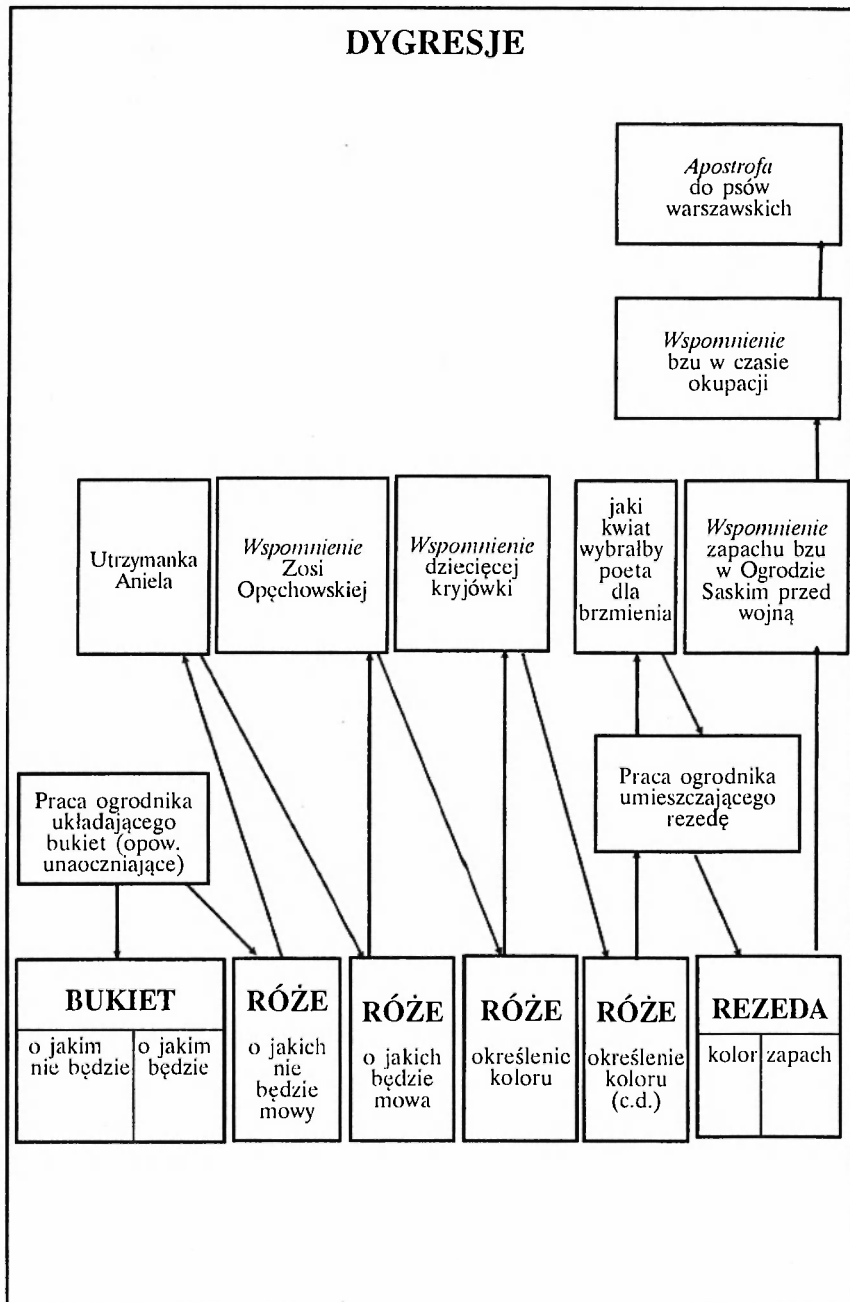 DYGRESJE
Apostrofa
do psów
warszawskich
Wspomnienie
bzu w czasie
okupacji
Utrzymanka
Aniela
Wspomnienie
Zosi
Opęchowskiej
Wspomnienie
dziecięcej
kryjówki
jaki
kwiat
wybrałby
poeta
dla
brzmienia
Wspomnienie
zapachu bzu
w Ogrodzie
Saskim przed
wojną
Praca ogrodnika
układającego
bukiet (opow.
unaoczniające)
Praca ogrodnika
umieszczającego
rezedę
BUKIET
o jakim
nie będzie
o jakim
będzie
RÓŻE
o jakich
nie
będzie
mowy
RÓŻE
o jakich
będzie
mowa
RÓŻE
określenie
koloru
RÓŻE
określenie
koloru
(c.d.)
REZEDA
kolor
zapach